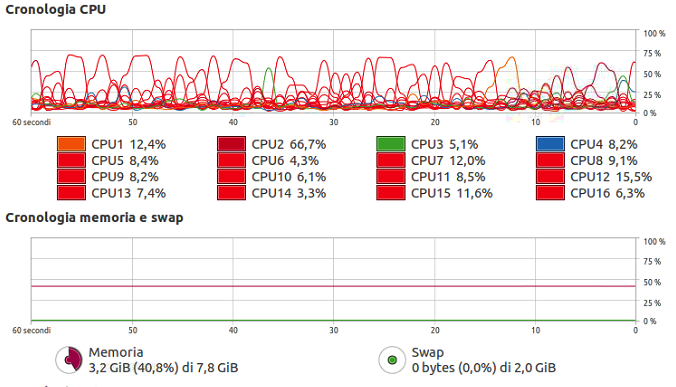 Cronologia CPU
100 %
75 %
50 %
25 %
0 %
60 secondi 50 40 30 20 10 0
CPU1 12,4% CPU2 66,7% CPU3 5,1% CPU4 8,2%
CPU5 8,4% CPU6 4,3% CPU7 12,0% CPU8 9,1%
CPU9 8,2% CPU10 6,1% CPU11 8,5% CPU12 15,5%
CPU13 7,4% CPU14 3,3% CPU15 11,6% CPU16 6,3%
Cronologia memoria e swap
100 %
75 %
50 %
25 %
0 %
60 secondi 50 40 30 20 10 0
Memoria Swap
3,2 GiB (40,8%) di 7,8 GiB 0 bytes (0,0%) di 2,0 GiB